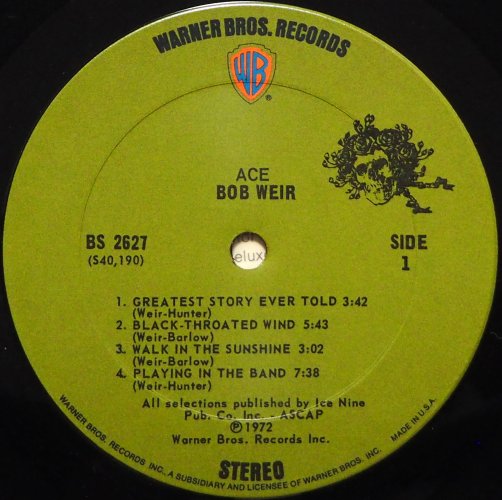 WARNER BROS. RECORDS
WB
®
ACE
BOB WEIR
BS 2627
(S40,190)
SIDE
1
elux
1. GREATEST STORY EVER TOLD 3:42
(Weir-Hunter)
2. BLACK-THROATED WIND 5:43
(Weir-Barlow)
3. WALK IN THE SUNSHINE 3:02
(Weir-Barlow)
4. PLAYING IN THE BAND 7:38
(Weir-Hunter)
All selections published by Ice Nine
Pub. Co. Inc. - ASCAP
Ⓟ1972
Warner Bros. Records Inc.
STEREO
WARNER BROS. RECORDS INC., A SUBSIDIARY AND LICENSEE OF WARNER BROS. INC. MADE IN U.S.A.